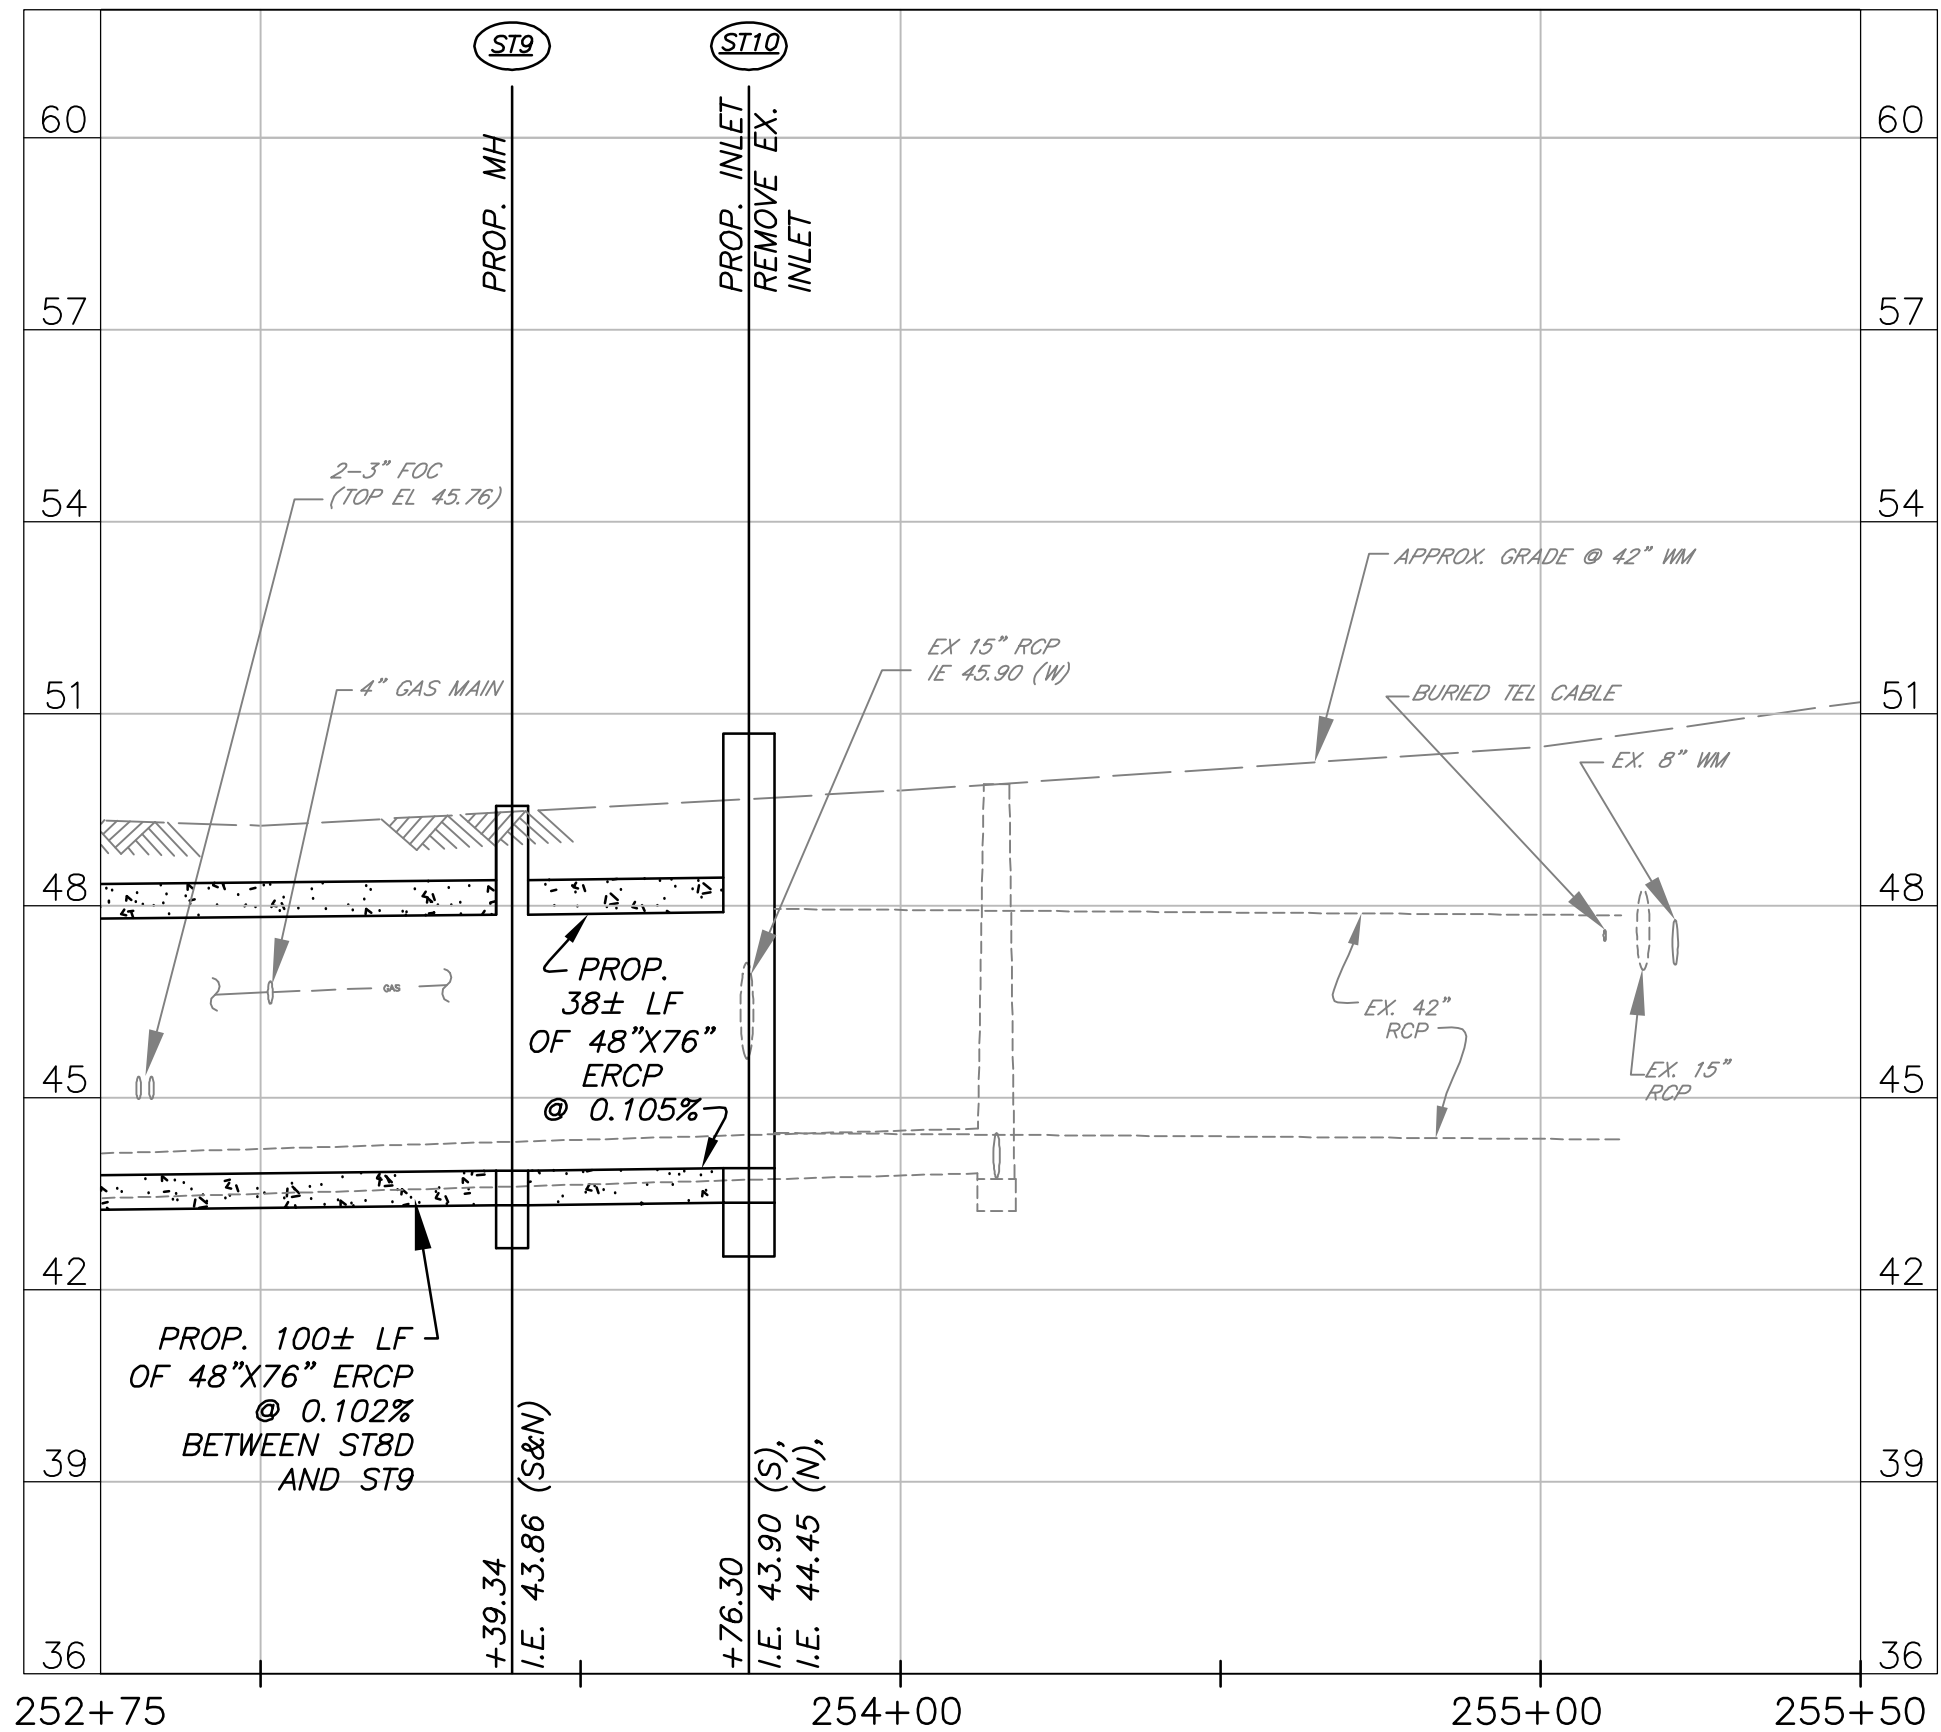 ST9
ST10
PROP. MH
PROP. INLET
REMOVE EX.
INLET
60
60
57
57
54
54
51
51
48
48
45
45
42
42
39
39
36
36
2-3" FOC
(TOP EL 45.76)
4" GAS MAIN
EX 15" RCP
IE 45.90 (W)
APPROX. GRADE @ 42" WM
BURIED TEL CABLE
EX. 8" WM
GAS
PROP.
38± LF
OF 48"X76"
ERCP
@ 0.105%
EX. 42"
RCP
EX. 15"
RCP
PROP. 100± LF
OF 48"X76" ERCP
@ 0.102%
BETWEEN ST8D
AND ST9
+39.34
I.E. 43.86 (S&N)
+76.30
I.E. 43.90 (S),
I.E. 44.45 (N),
252+75
254+00
255+00
255+50